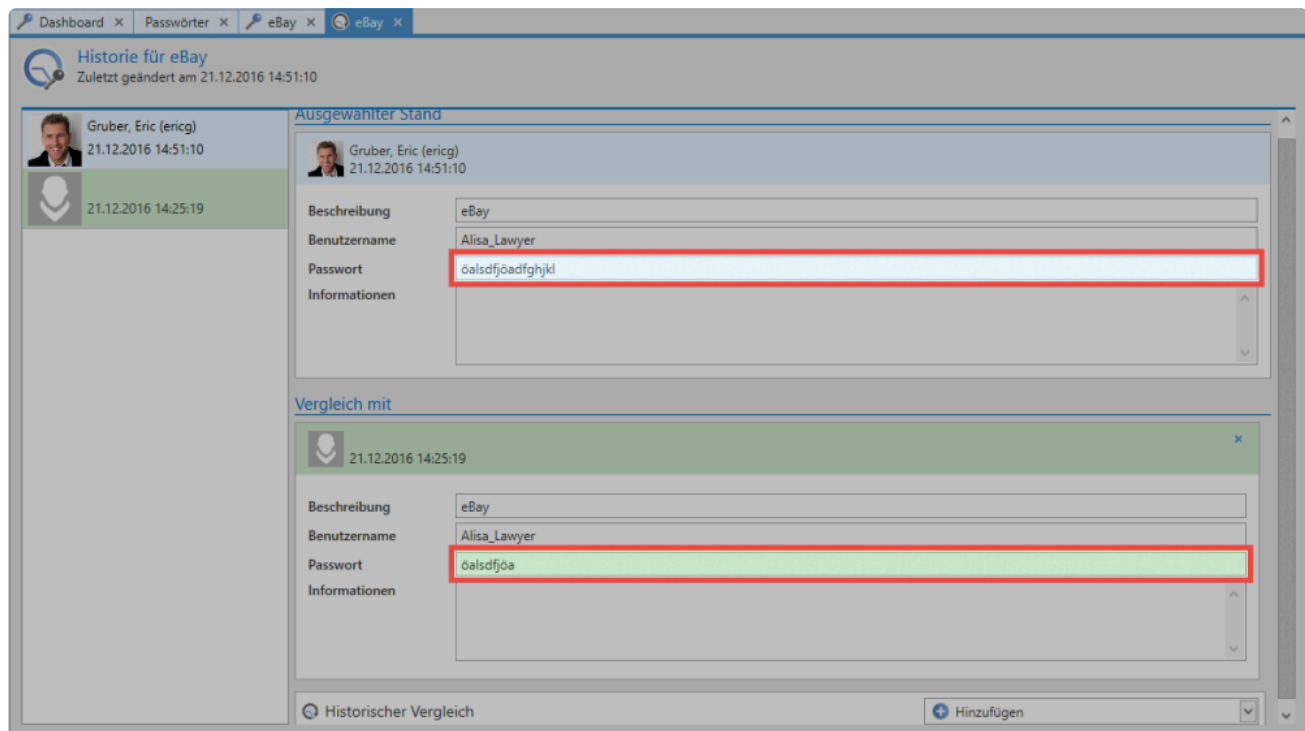 Dashboard × Passwörter × eBay × eBay ×
Historie für eBay
Zuletzt geändert am 21.12.2016 14:51:10
Gruber, Eric (ericg)
21.12.2016 14:51:10
21.12.2016 14:25:19
Ausgewählter Stand
Gruber, Eric (ericg)
21.12.2016 14:51:10
Beschreibung eBay
Benutzername Alisa_Lawyer
Passwort öalsdfjöadfghjkl
Informationen
Vergleich mit
21.12.2016 14:25:19
Beschreibung eBay
Benutzername Alisa_Lawyer
Passwort öalsdfjöa
Informationen
Historischer Vergleich Hinzufügen